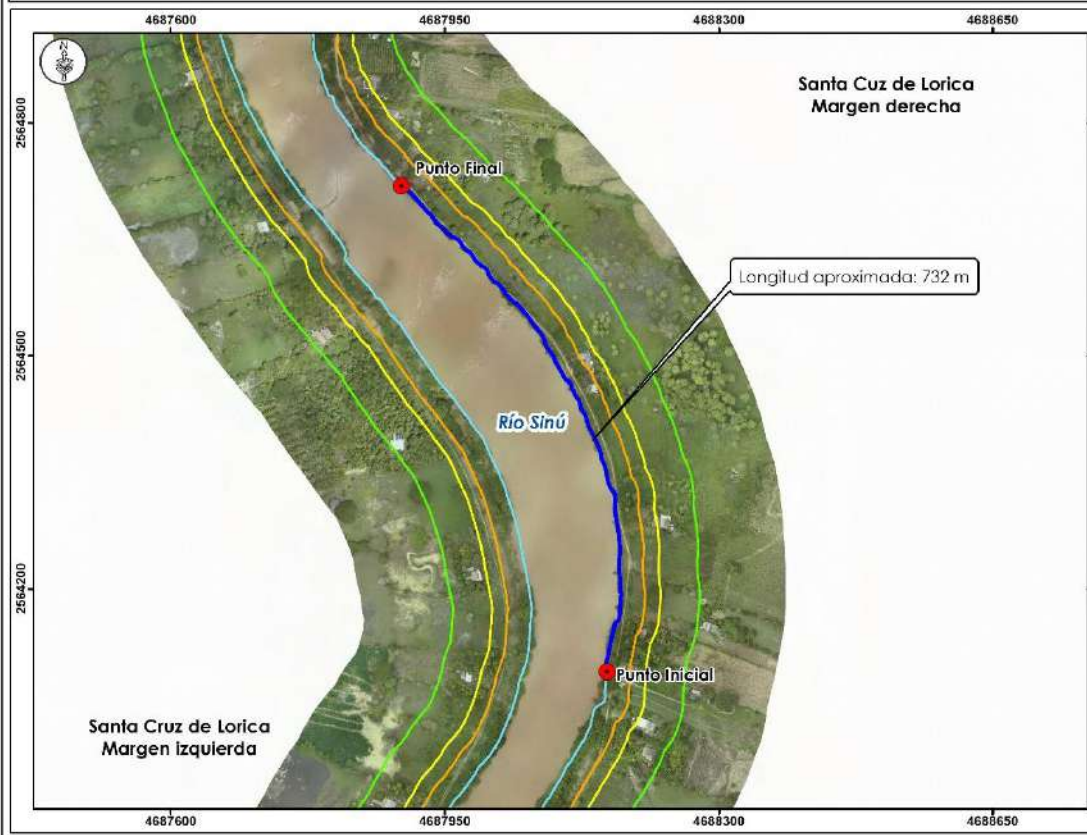 4687600 4687950 4688300 4688650
N
Santa Cuz de Lorica
Margen derecha
2564800
Punto Final
Longitud aproximada: 732 m
2564500
Río Sinú
2564200
Punto Inicial
Santa Cruz de Lorica
Margen izquierda
4687600 4687950 4688300 4688650